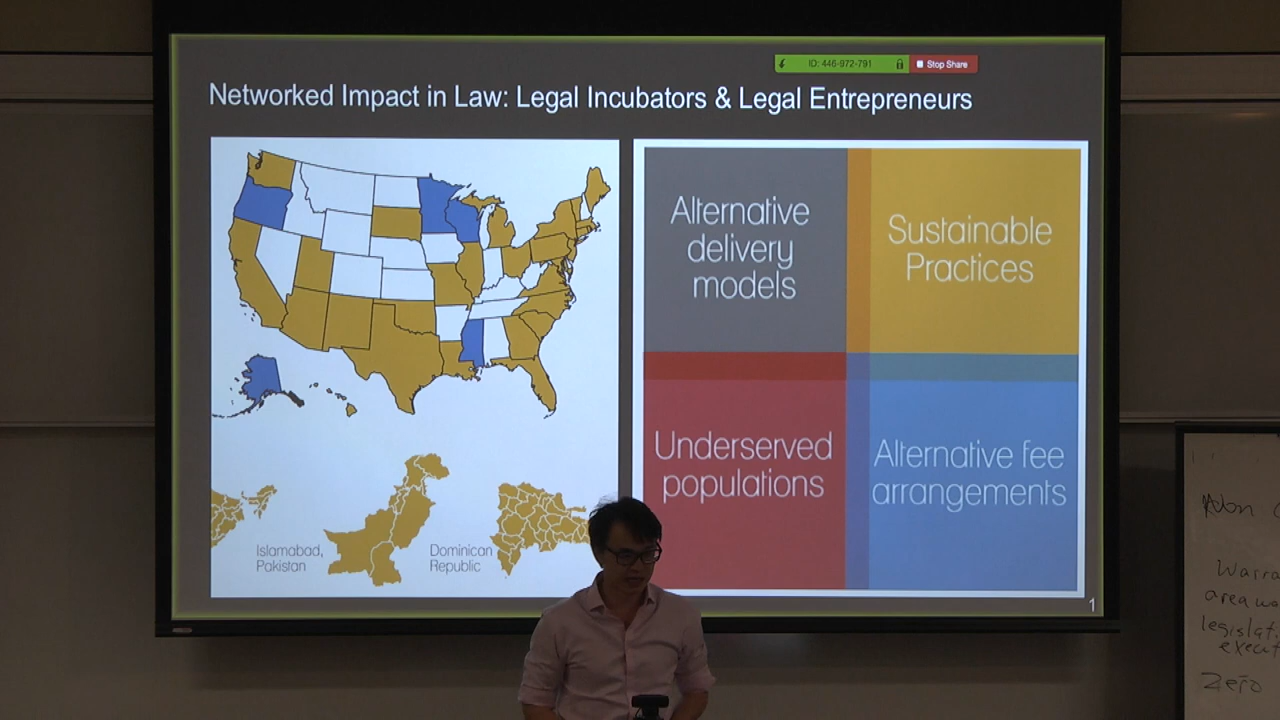 ID: 446-972-791
Stop Share
Networked Impact in Law: Legal Incubators & Legal Entrepreneurs
Alternative
delivery
models
Sustainable
Practices
Underserved
populations
Alternative fee
arrangements
Islamabad,
Pakistan
Dominican
Republic
1
Zero